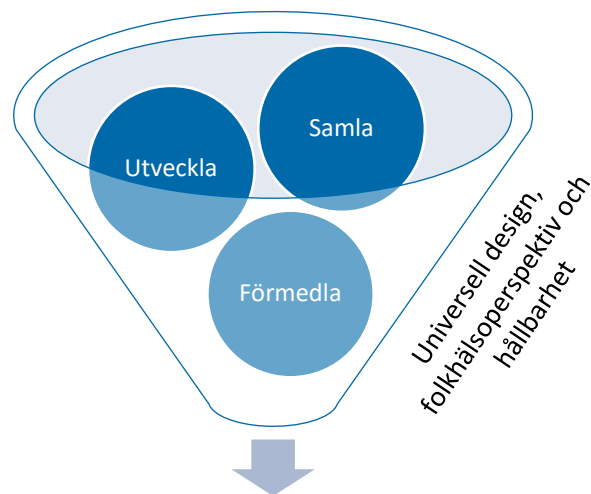 Samla
Utveckla
Förmedla
Universell design,
folkhälsoperspektiv och
hållbarhet